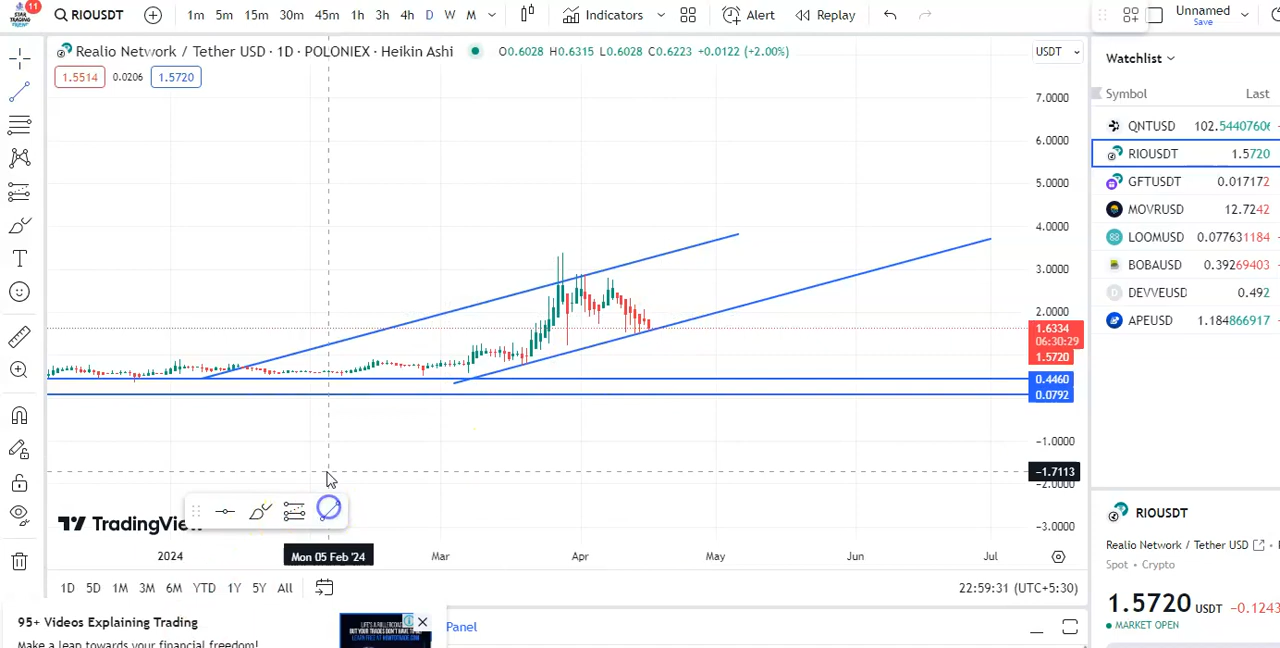 11
STAR TRADING
RIOUSDT
1m 5m 15m 30m 45m 1h 3h 4h D W M
Indicators
Alert
Replay
Unnamed
Save
Realio Network / Tether USD · 1D · POLONIEX · Heikin Ashi
O0.6028 H0.6315 L0.6028 C0.6223 +0.0122 (+2.00%)
USDT
1.5514 0.0206 1.5720
7.0000
6.0000
5.0000
4.0000
3.0000
2.0000
1.6334
06:30:29
1.5720
0.4460
0.0792
−1.0000
−1.7113
−2.0000
−3.0000
TradingVie
2024 Mon 05 Feb '24 Mar Apr May Jun Jul
1D 5D 1M 3M 6M YTD 1Y 5Y All
22:59:31 (UTC+5:30)
Watchlist
Symbol Last
QNTUSD 102.5440760
RIOUSDT 1.5720
GFTUSDT 0.017172
MOVRUSD 12.7242
LOOMUSD 0.077631184
BOBAUSD 0.39269403
DEVVEUSD 0.492
APEUSD 1.184866917
RIOUSDT
Realio Network / Tether USD
Spot • Crypto
1.5720 USDT −0.1243
MARKET OPEN
95+ Videos Explaining Trading
Make a leap towards your financial freedom!
Panel